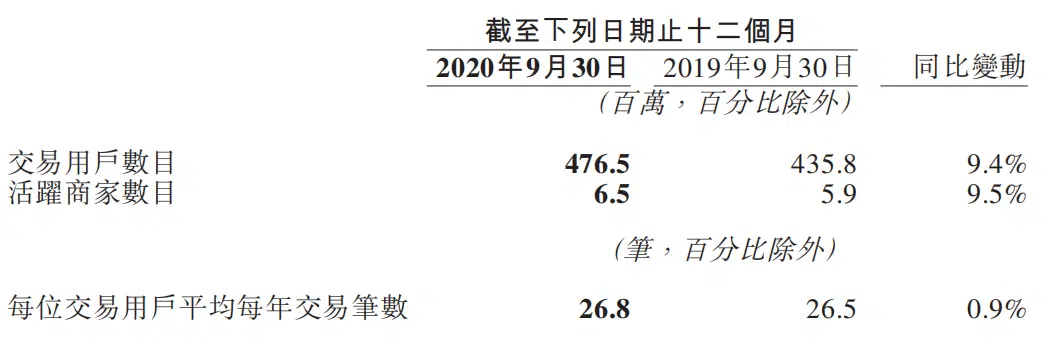 截至下列日期止十二個月
2020年9月30日 2019年9月30日 同比變動
(百萬,百分比除外)
交易用戶數目 476.5 435.8 9.4%
活躍商家數目 6.5 5.9 9.5%
(筆,百分比除外)
每位交易用戶平均每年交易筆數 26.8 26.5 0.9%